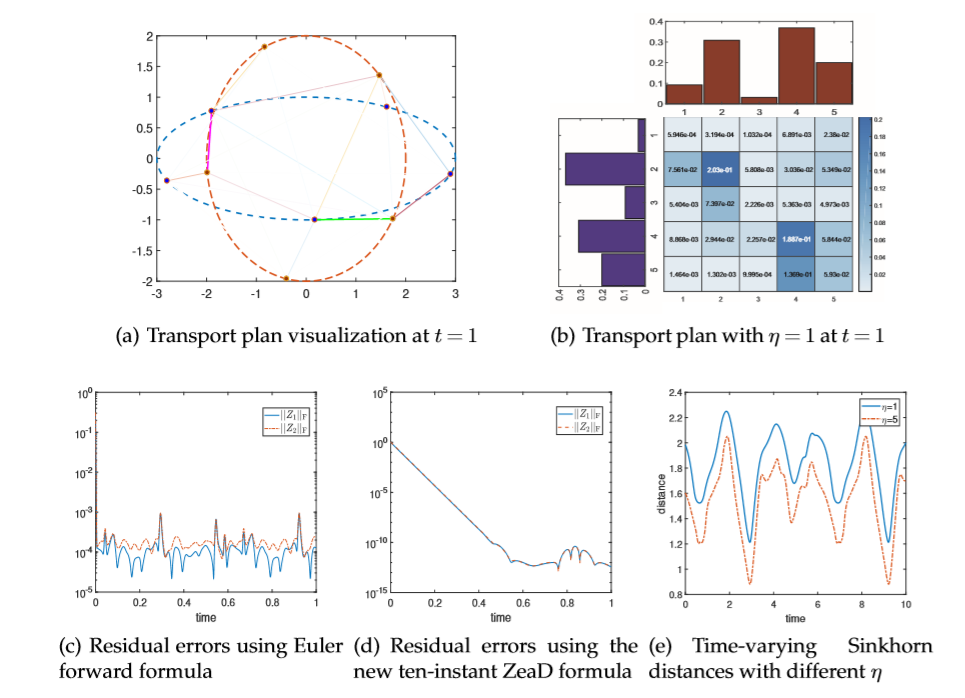 2
1.5
1
0.5
0
-0.5
-1
-1.5
-2
-3 -2 -1 0 1 2 3
0.4
0.3
0.2
0.1
0
1 2 3 4 5
5.946e-04 3.194e-04 1.032e-04 6.891e-03 2.38e-02
7.561e-02 2.03e-01 5.808e-03 3.036e-02 5.349e-02
5.404e-03 7.397e-02 2.226e-03 5.363e-03 4.973e-03
8.868e-03 2.944e-02 2.257e-02 1.887e-01 5.844e-02
1.464e-03 1.302e-03 9.995e-04 1.369e-01 5.93e-02
1 2 3 4 5
1 2 3 4 5
0.4 0.3 0.2 0.1 0
0.2
0.18
0.16
0.14
0.12
0.1
0.08
0.06
0.04
0.02
(a) Transport plan visualization at t = 1
(b) Transport plan with η = 1 at t = 1
10^0
10^-1
10^-2
10^-3
10^-4
10^-5
||Z_1||_F
||Z_2||_F
0 0.2 0.4 0.6 0.8 1
time
10^5
10^0
10^-5
10^-10
10^-15
||Z_1||_F
||Z_2||_F
0 0.2 0.4 0.6 0.8 1
time
2.4
2.2
2
1.8
1.6
1.4
1.2
1
0.8
distance
η=1
η=5
0 2 4 6 8 10
time
(c) Residual errors using Euler
forward formula
(d) Residual errors using the
new ten-instant ZeaD formula
(e) Time-varying Sinkhorn
distances with different η